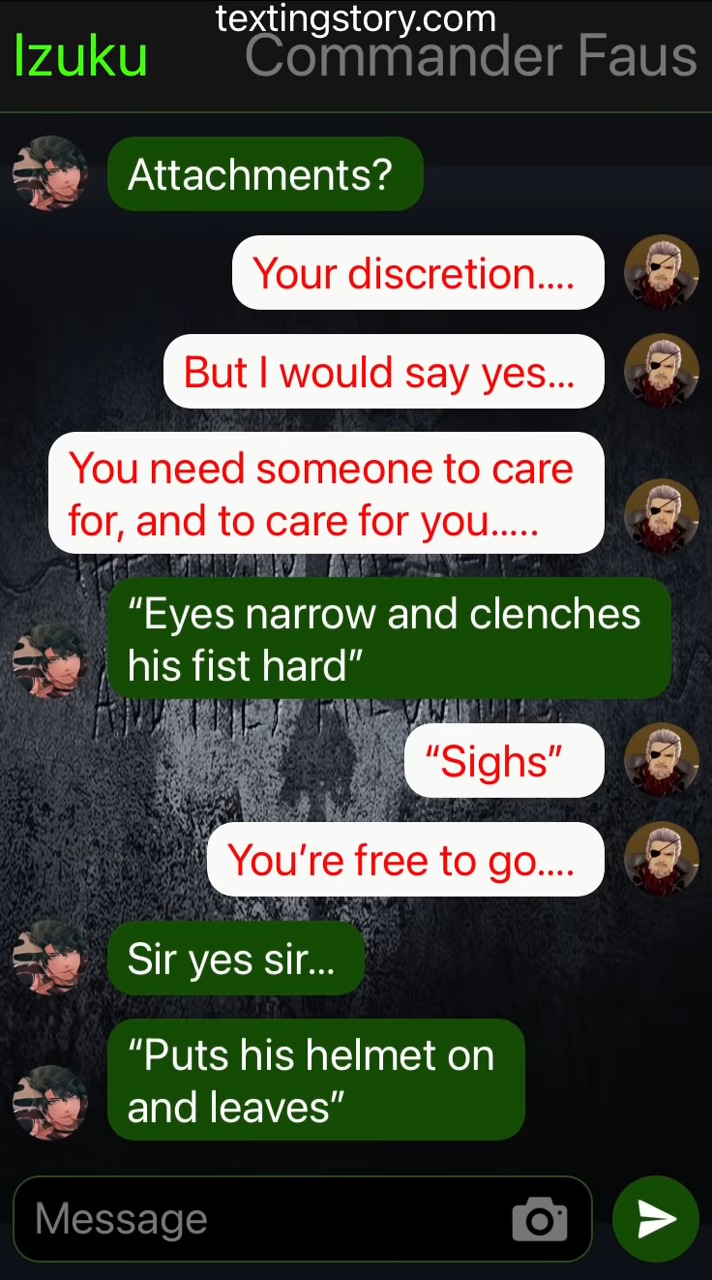 textingstory.com
Izuku
Commander Faus
Attachments?
Your discretion....
But I would say yes...
You need someone to care
for, and to care for you.....
“Eyes narrow and clenches
his fist hard”
“Sighs”
You’re free to go....
Sir yes sir...
“Puts his helmet on
and leaves”
Message